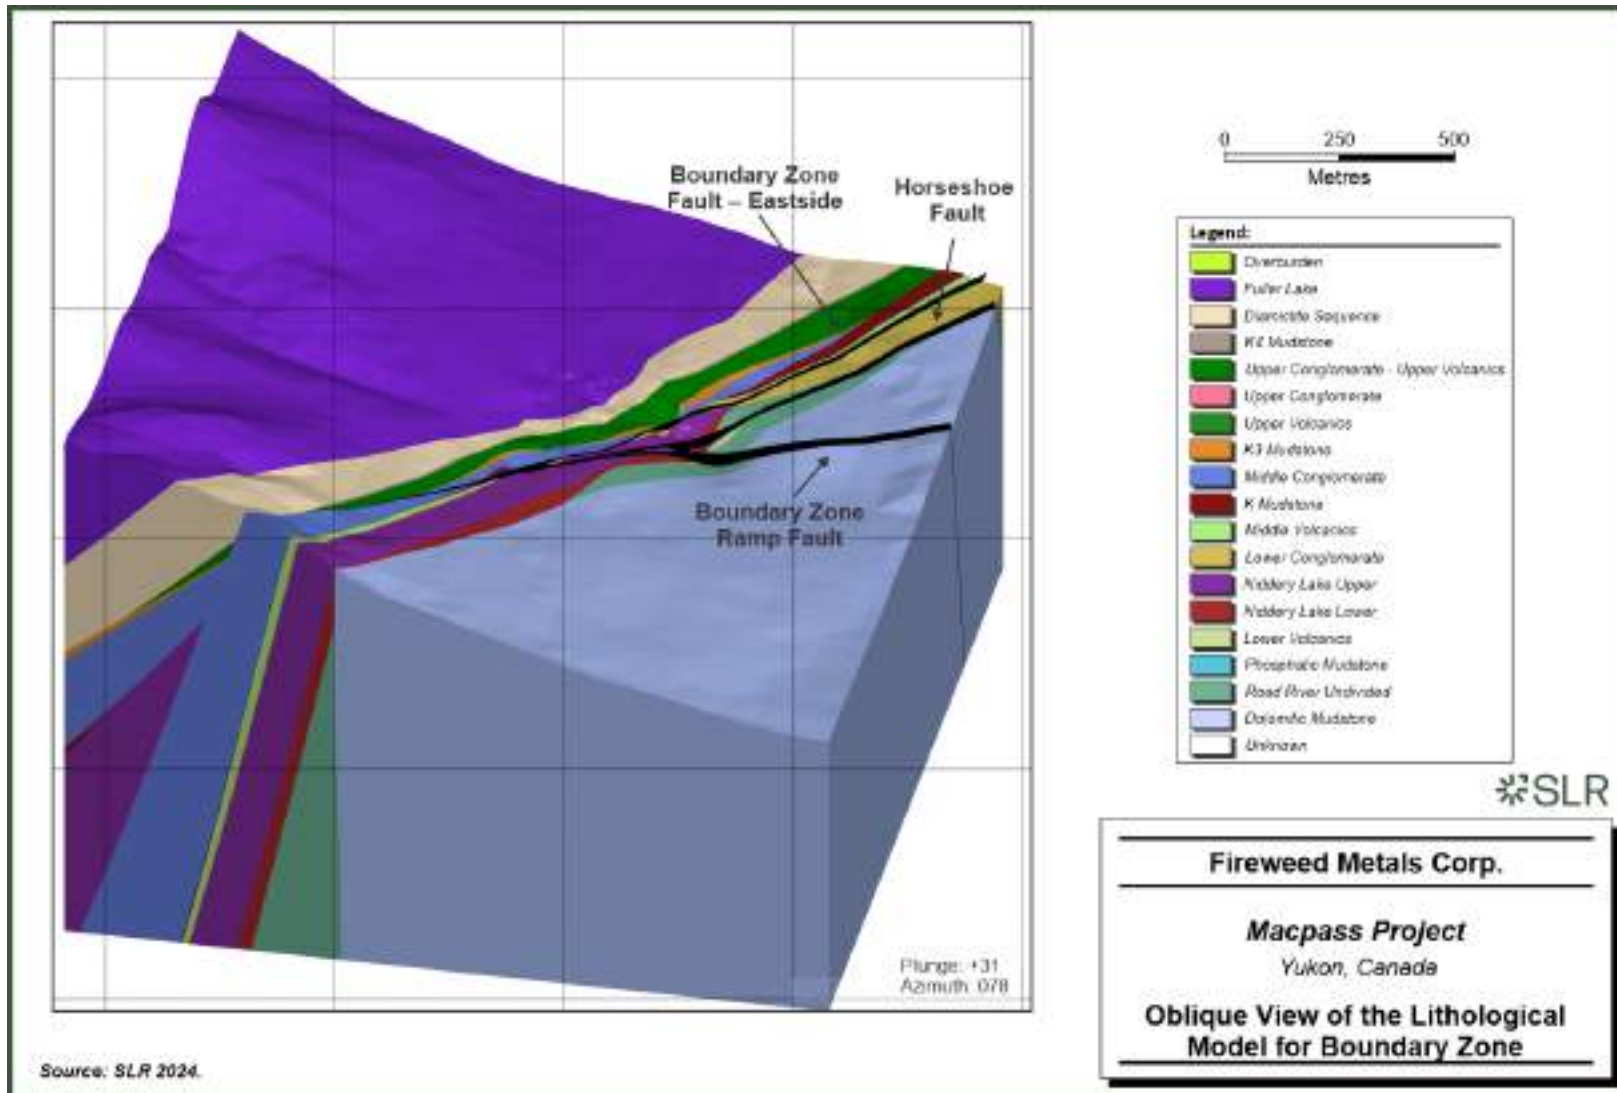 Boundary Zone
Fault – Eastside
Horseshoe
Fault
Boundary Zone
Ramp Fault
Plunge: +31
Azimuth: 078
0 250 500
Metres
Legend:
Overburden
Fuller Lake
Diamictite Sequence
Mudstone
Upper Conglomerate - Upper Volcanics
Upper Conglomerate
Upper Volcanics
K3 Mudstone
Middle Conglomerate
K Mudstone
Middle Volcanics
Lower Conglomerate
Niddery Lake Upper
Niddery Lake Lower
Lower Volcanics
Phosphatic Mudstone
Road River Undivided
Dolomitic Mudstone
Unknown
SLR
Fireweed Metals Corp.
Macpass Project
Yukon, Canada
Oblique View of the Lithological
Model for Boundary Zone
Source: SLR 2024.